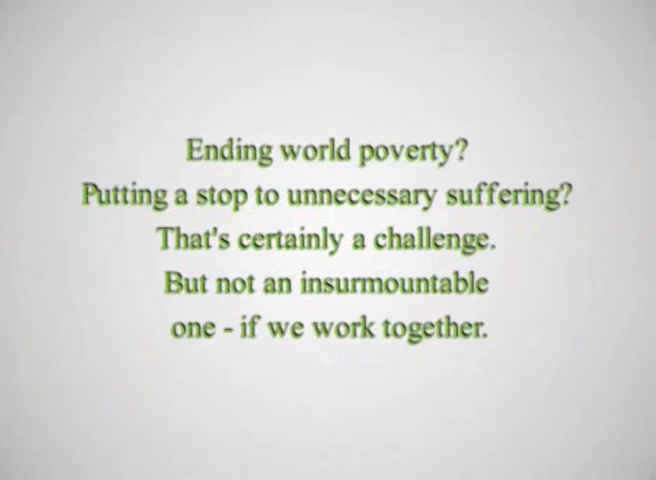 Ending world poverty?
Putting a stop to unnecessary suffering?
That's certainly a challenge.
But not an insurmountable
one - if we work together.